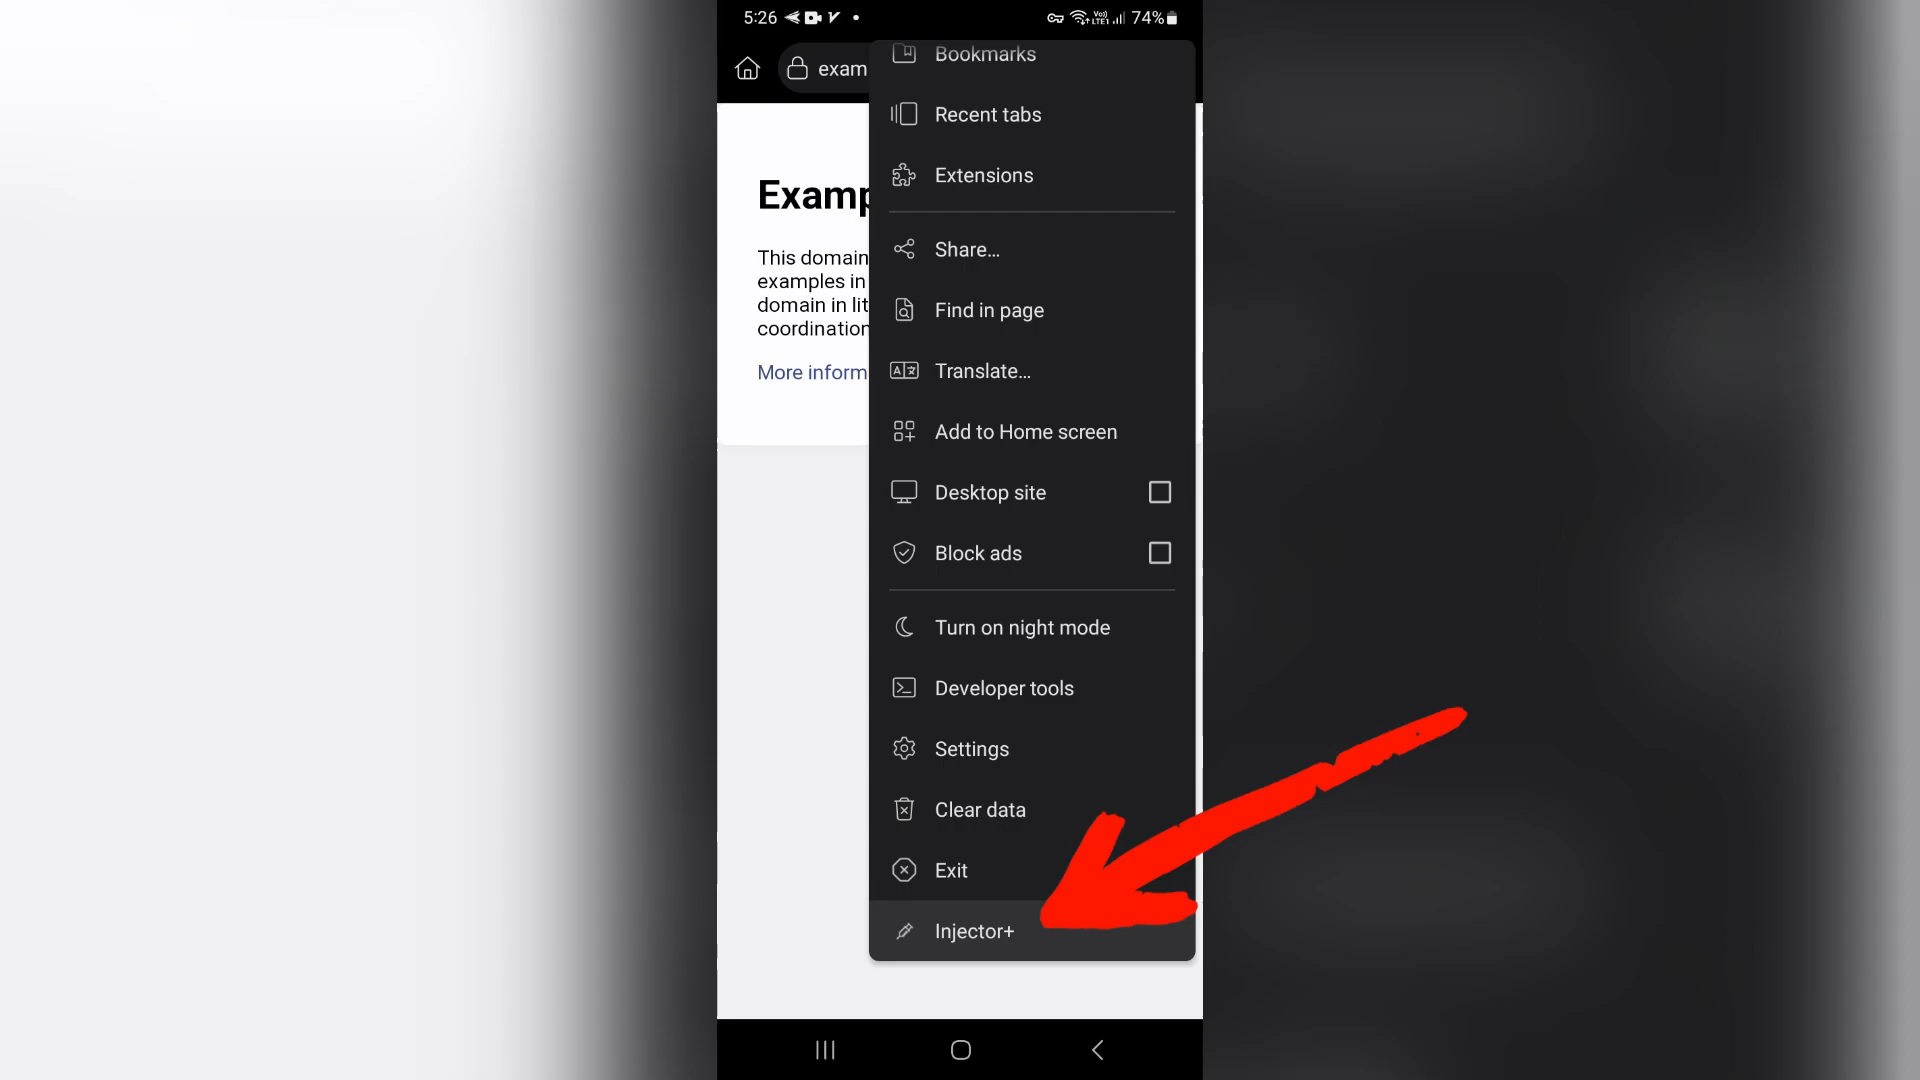 5:26
Vo)) LTE1
74%
exam
Bookmarks
Recent tabs
Extensions
Examp
This domain
examples in
domain in lit
coordination
More inform
Share...
Find in page
Translate...
Add to Home screen
Desktop site
Block ads
Turn on night mode
Developer tools
Settings
Clear data
Exit
Injector+